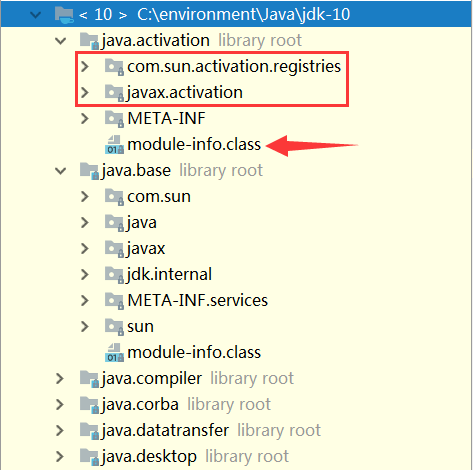 < 10 > C:\environment\Java\jdk-10
java.activation library root
com.sun.activation.registries
javax.activation
META-INF
01 module-info.class
java.base library root
com.sun
java
javax
jdk.internal
META-INF.services
sun
01 module-info.class
java.compiler library root
java.corba library root
java.datatransfer library root
java.desktop library root